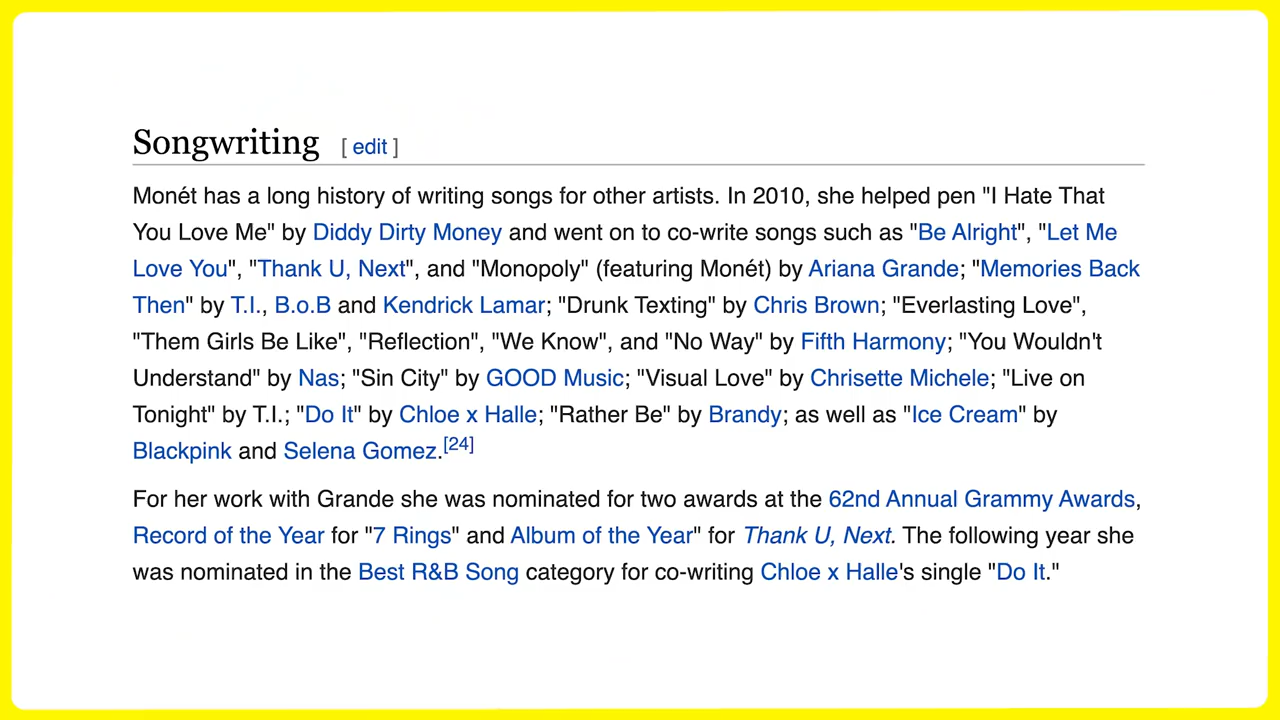 Songwriting [ edit ]
Monét has a long history of writing songs for other artists. In 2010, she helped pen "I Hate That
You Love Me" by Diddy Dirty Money and went on to co-write songs such as "Be Alright", "Let Me
Love You", "Thank U, Next", and "Monopoly" (featuring Monét) by Ariana Grande; "Memories Back
Then" by T.I., B.o.B and Kendrick Lamar; "Drunk Texting" by Chris Brown; "Everlasting Love",
"Them Girls Be Like", "Reflection", "We Know", and "No Way" by Fifth Harmony; "You Wouldn't
Understand" by Nas; "Sin City" by GOOD Music; "Visual Love" by Chrisette Michele; "Live on
Tonight" by T.I.; "Do It" by Chloe x Halle; "Rather Be" by Brandy; as well as "Ice Cream" by
Blackpink and Selena Gomez.[24]
For her work with Grande she was nominated for two awards at the 62nd Annual Grammy Awards,
Record of the Year for "7 Rings" and Album of the Year" for Thank U, Next. The following year she
was nominated in the Best R&B Song category for co-writing Chloe x Halle's single "Do It."